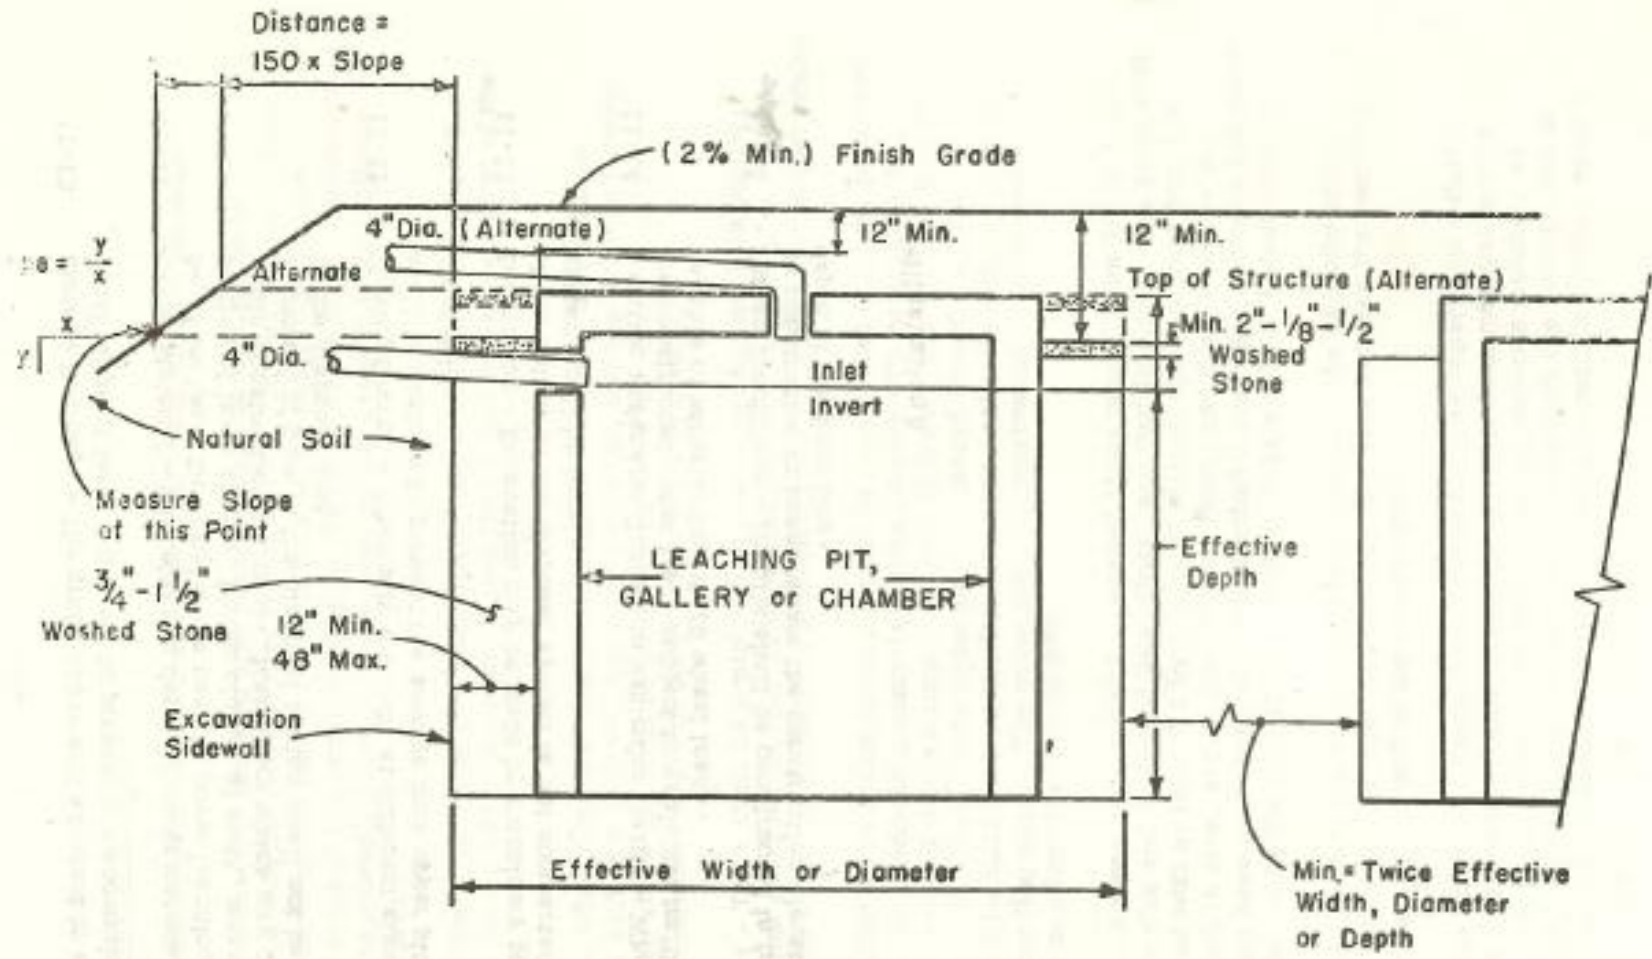 Distance =
150 x Slope
(2% Min.) Finish Grade
4" Dia. (Alternate)
12" Min.
12" Min.
y
x
Alternate
Top of Structure (Alternate)
x
y
Min. 2"-1/8"-1/2"
Washed
Stone
4" Dia.
Inlet
Invert
Natural Soil
Measure Slope
at this Point
3/4"-1 1/2"
Washed Stone
LEACHING PIT,
GALLERY or CHAMBER
Effective
Depth
12" Min.
48" Max.
Excavation
Sidewall
Effective Width or Diameter
Min.= Twice Effective
Width, Diameter
or Depth